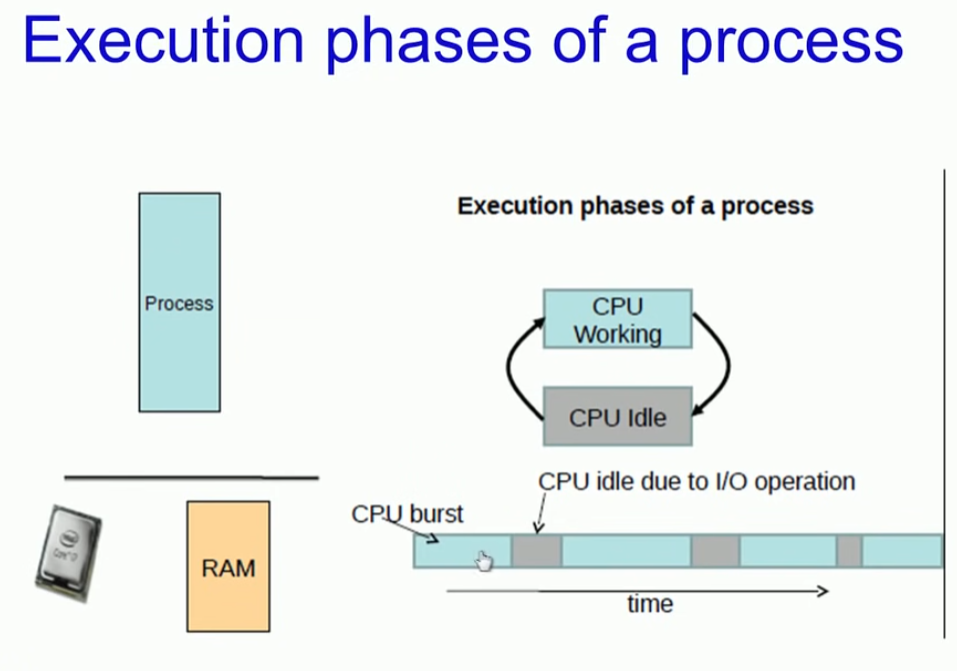 Execution phases of a process
Process
Execution phases of a process
CPU
Working
CPU Idle
CPU idle due to I/O operation
CPU burst
RAM
time